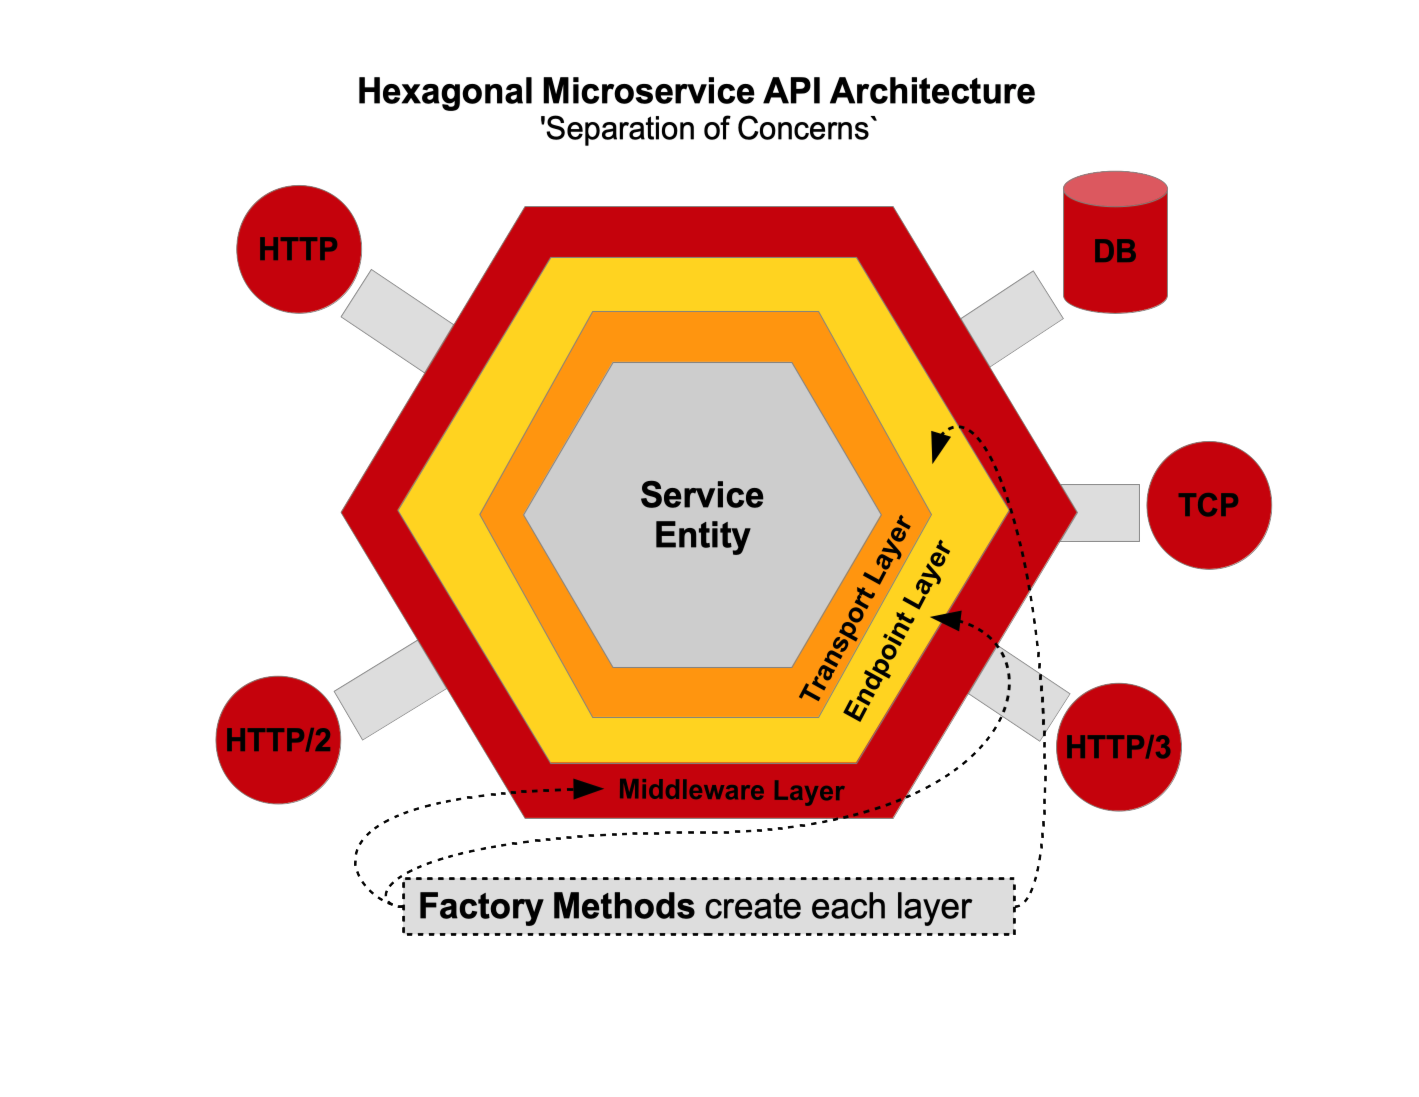 Hexagonal Microservice API Architecture
'Separation of Concerns`
HTTP
DB
Service
Entity
TCP
Transport Layer
Endpoint Layer
HTTP/2
HTTP/3
Middleware Layer
Factory Methods create each layer